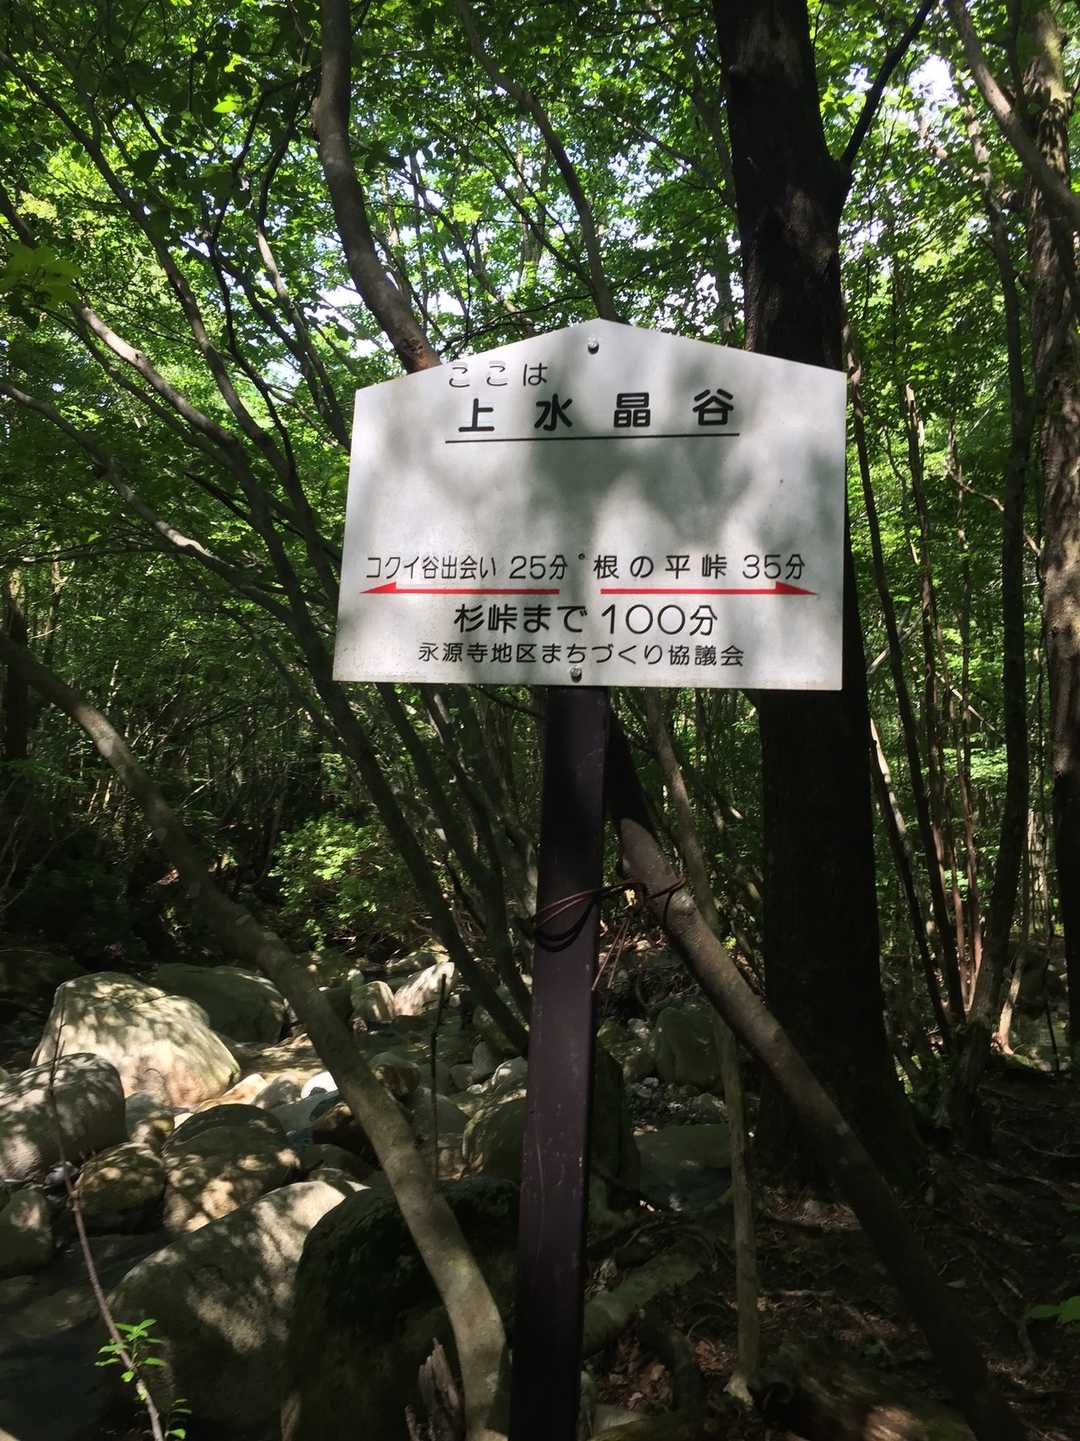 ここは
上水晶谷
コクイ谷出会い 25分 根の平峠 35分
杉峠まで 100分
永源寺地区まちづくり協議会